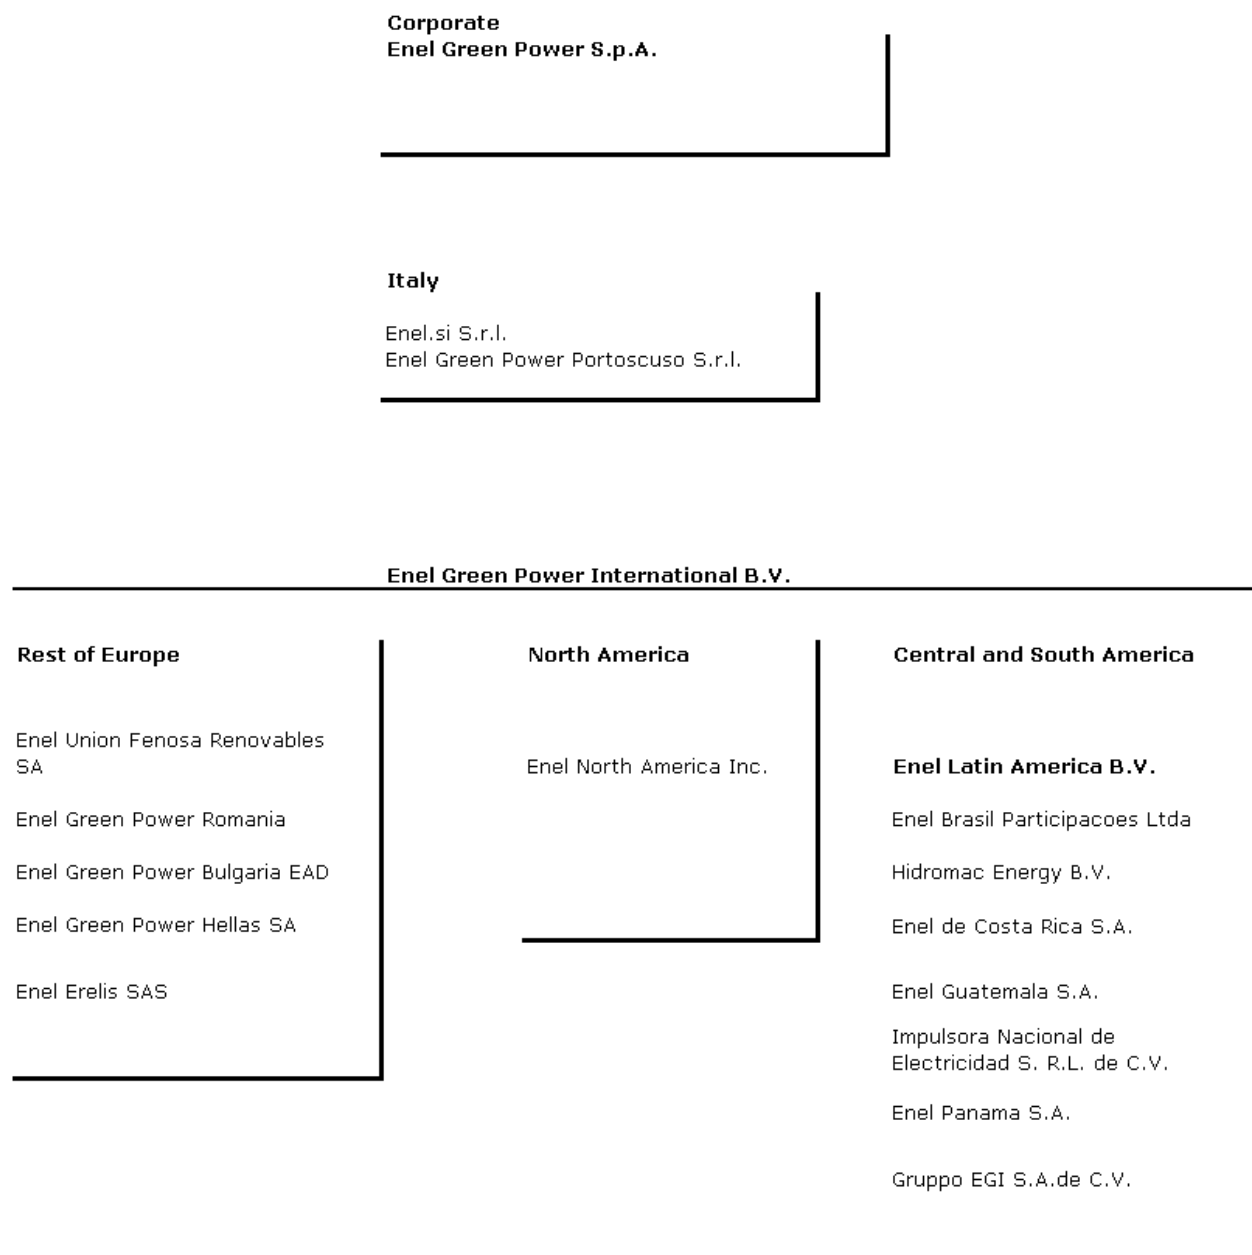 Corporate
Enel Green Power S.p.A.
Italy
Enel.si S.r.l.
Enel Green Power Portoscuso S.r.l.
Enel Green Power International B.V.
Rest of Europe
Enel Union Fenosa Renovables
SA
Enel Green Power Romania
Enel Green Power Bulgaria EAD
Enel Green Power Hellas SA
Enel Erelis SAS
North America
Enel North America Inc.
Central and South America
Enel Latin America B.V.
Enel Brasil Participacoes Ltda
Hidromac Energy B.V.
Enel de Costa Rica S.A.
Enel Guatemala S.A.
Impulsora Nacional de
Electricidad S. R.L. de C.V.
Enel Panama S.A.
Gruppo EGI S.A.de C.V.